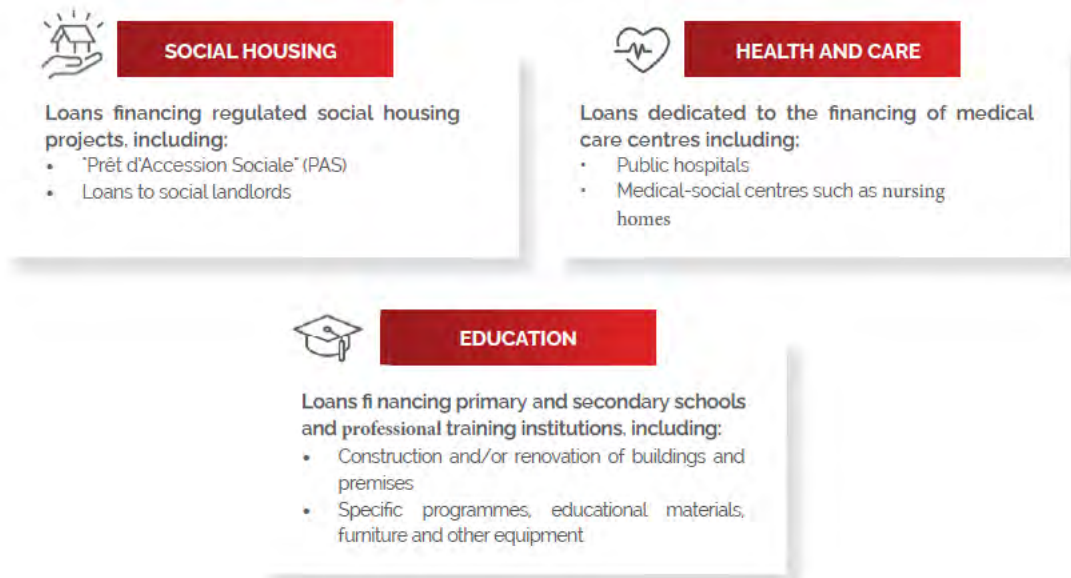 SOCIAL HOUSING
Loans financing regulated social housing
projects, including:
• "Prêt d'Accession Sociale" (PAS)
• Loans to social landlords
HEALTH AND CARE
Loans dedicated to the financing of medical
care centres including:
• Public hospitals
• Medical-social centres such as nursing
homes
EDUCATION
Loans fi nancing primary and secondary schools
and professional training institutions, including:
• Construction and/or renovation of buildings and
premises
• Specific programmes, educational materials,
furniture and other equipment